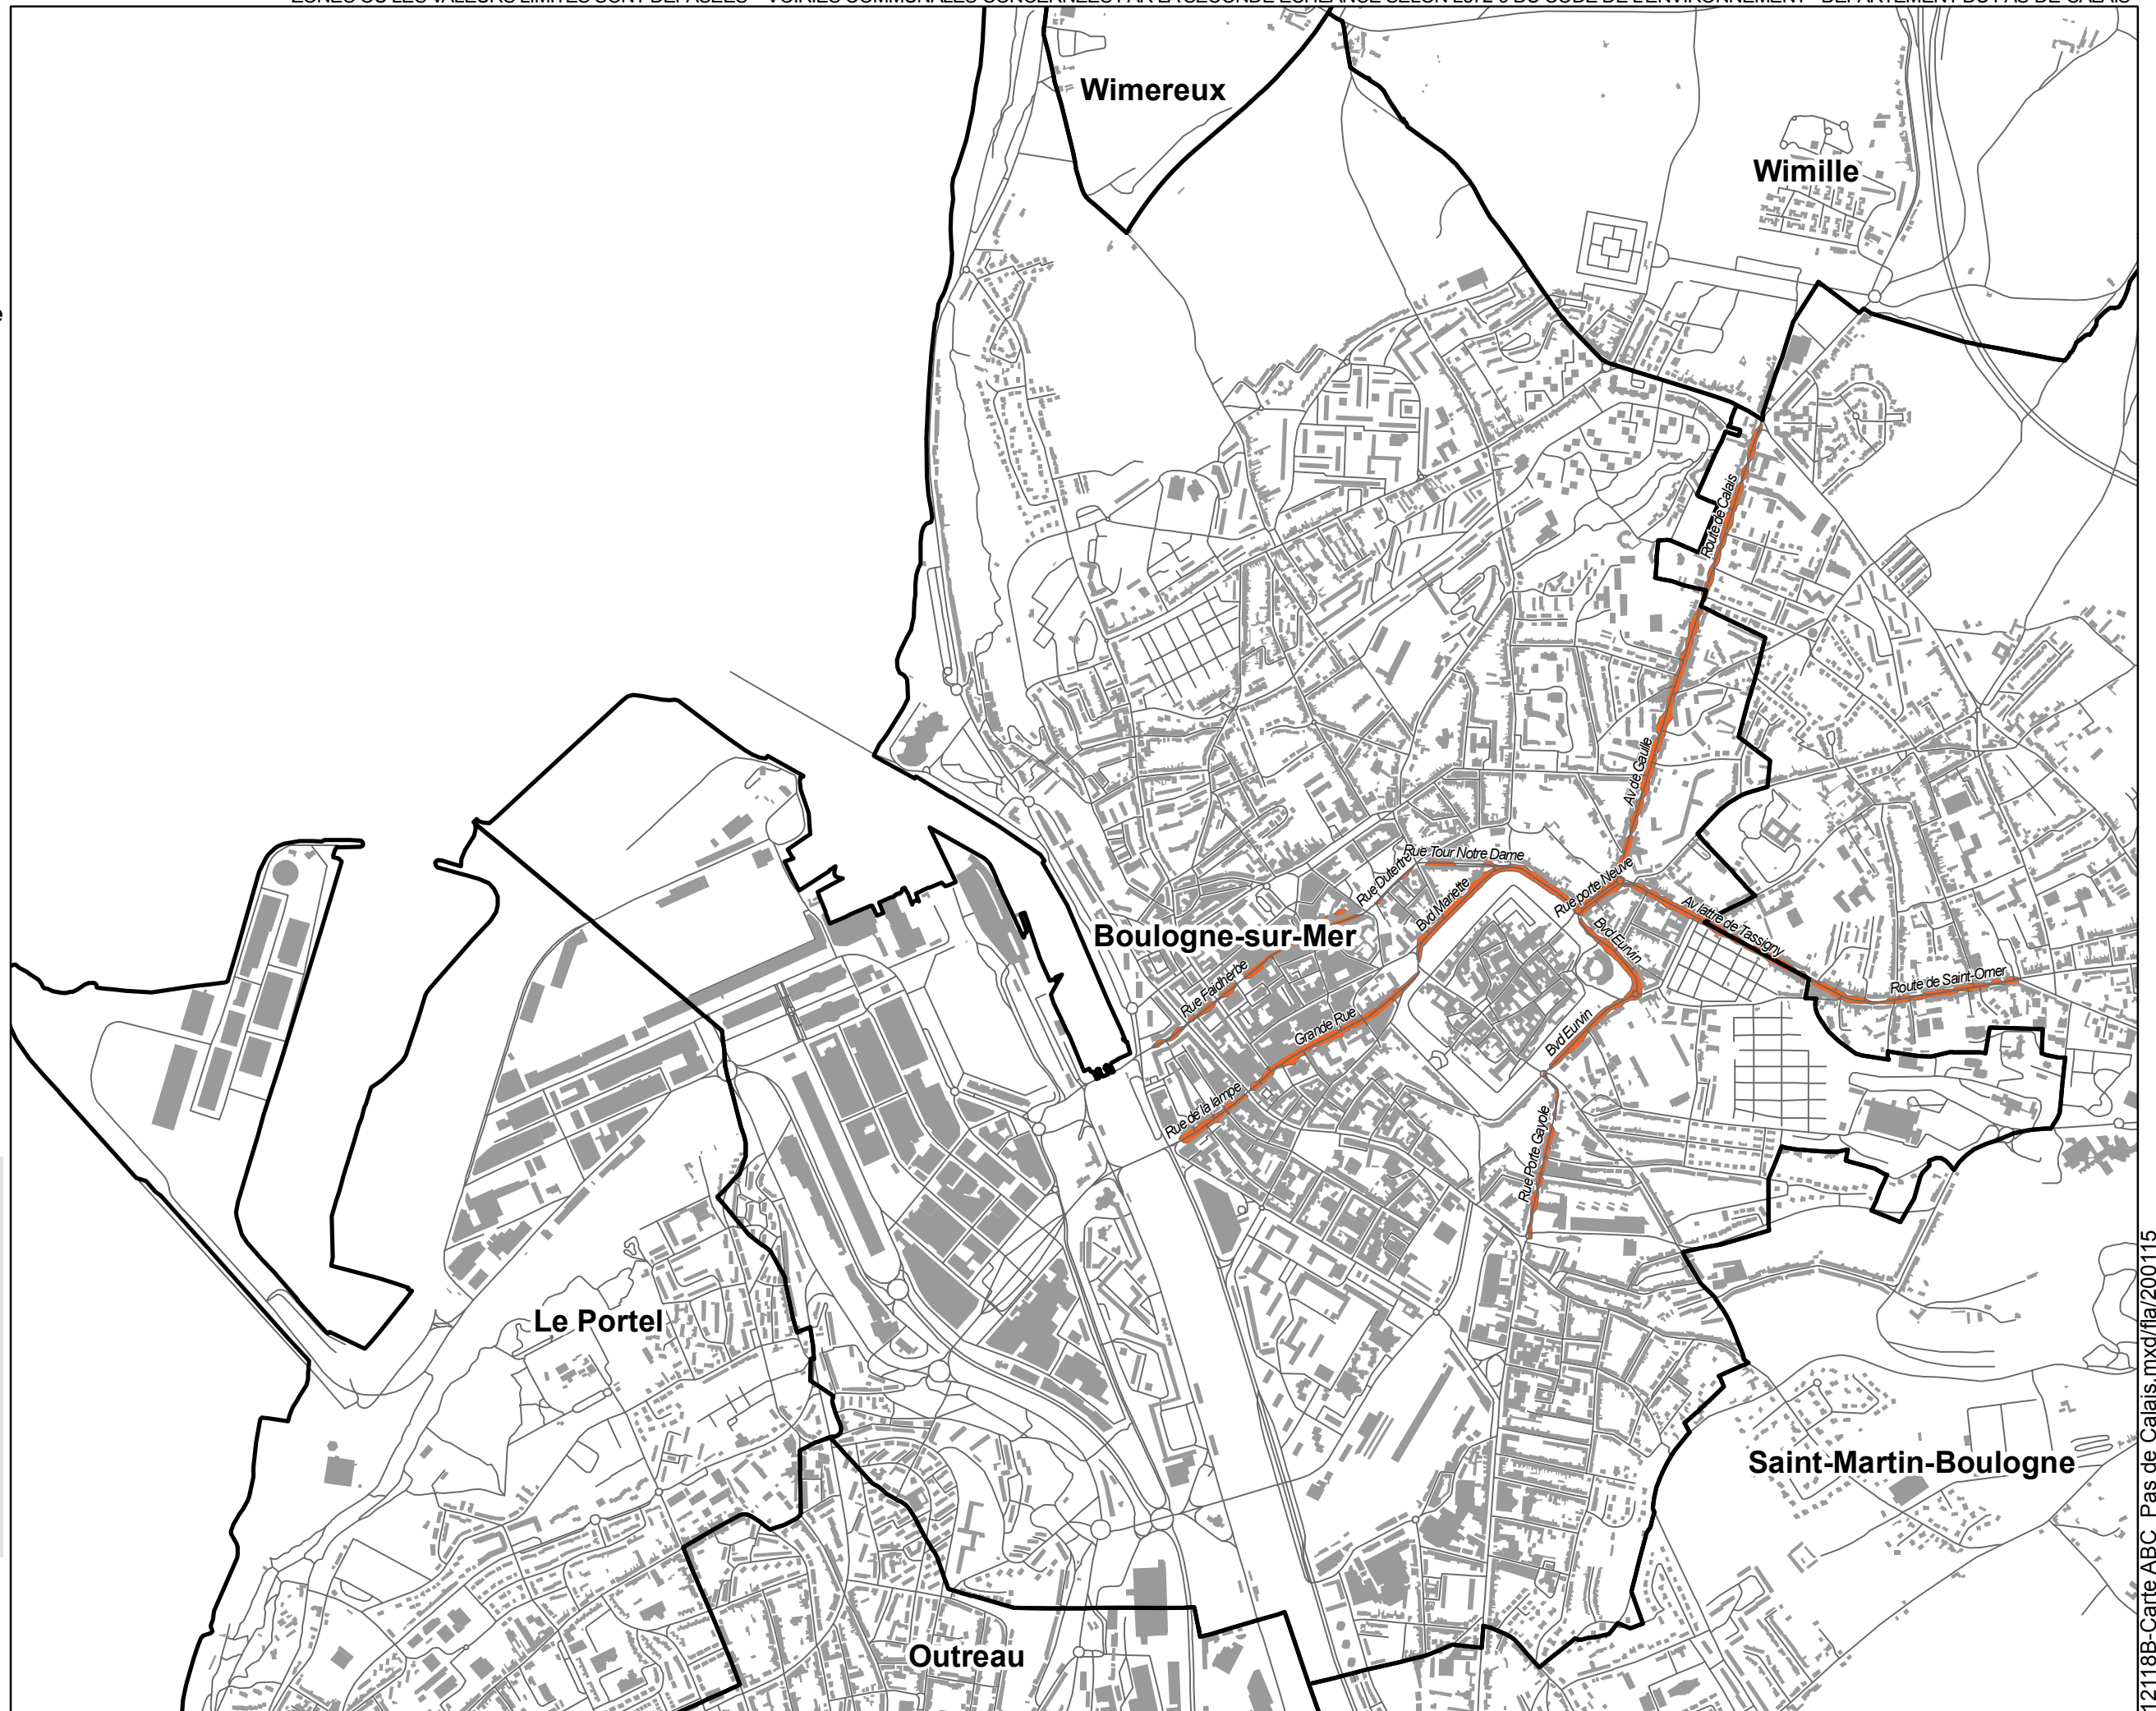 Wimereux
Wimille
Route de Calais
Av de Gaulle
Rue Tour Notre Dame
Rue Dutertre
Bvd Mariette
Rue porte Neuve
Av lattre de Tassigny
Bvd Eurvin
Boulogne-sur-Mer
Rue Faidherbe
Route de Saint-Omer
Grande Rue
Bvd Eurvin
Rue de la lampe
Rue Porte Gayole
Le Portel
Saint-Martin-Boulogne
Outreau
12118B-Carte ABC_Pas de Calais.mxd/fla/200115